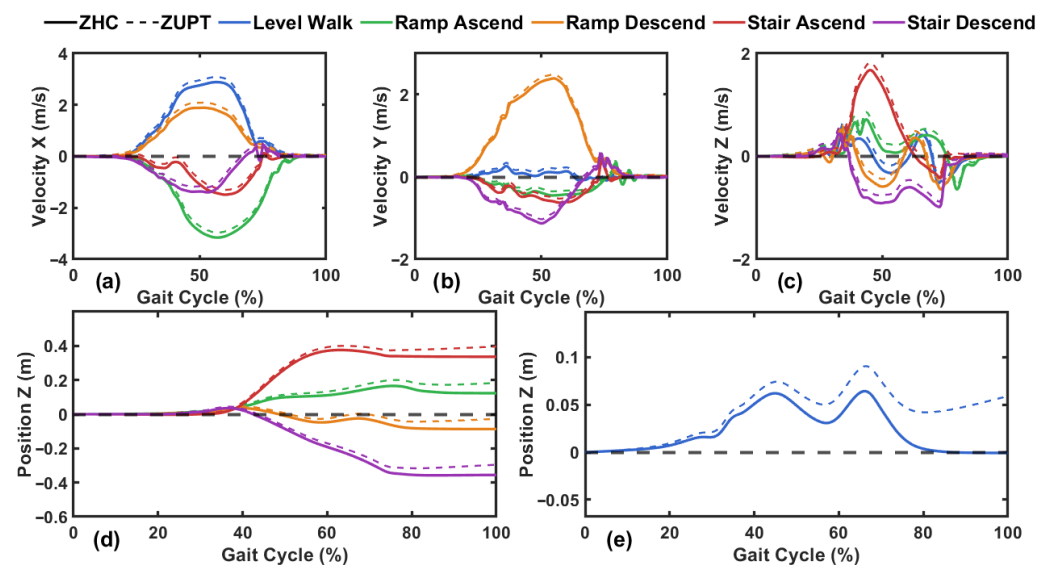 ZHC ZUPT Level Walk Ramp Ascend Ramp Descend Stair Ascend Stair Descend
Velocity X (m/s)
4
2
0
−2
−4
0 50 100
(a)
Gait Cycle (%)
Velocity Y (m/s)
2
0
−2
0 50 100
(b)
Gait Cycle (%)
Velocity Z (m/s)
2
0
−2
0 50 100
(c)
Gait Cycle (%)
Position Z (m)
0.4
0.2
0
−0.2
−0.4
−0.6
0 20 40 60 80 100
(d)
Gait Cycle (%)
Position Z (m)
0.1
0.05
0
−0.05
0 20 40 60 80 100
(e)
Gait Cycle (%)